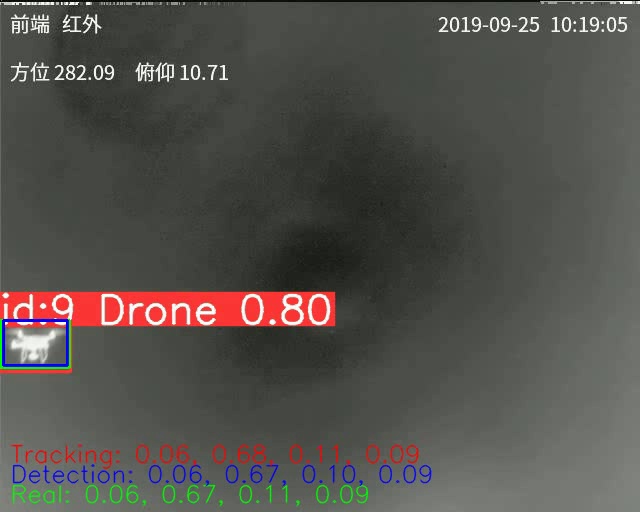 前端 红外 2019-09-25 10:19:05
方位 282.09 俯仰 10.71
id:9 Drone 0.80
Tracking: 0.06, 0.68, 0.11, 0.09
Detection: 0.06, 0.67, 0.10, 0.09
Real: 0.06, 0.67, 0.11, 0.09